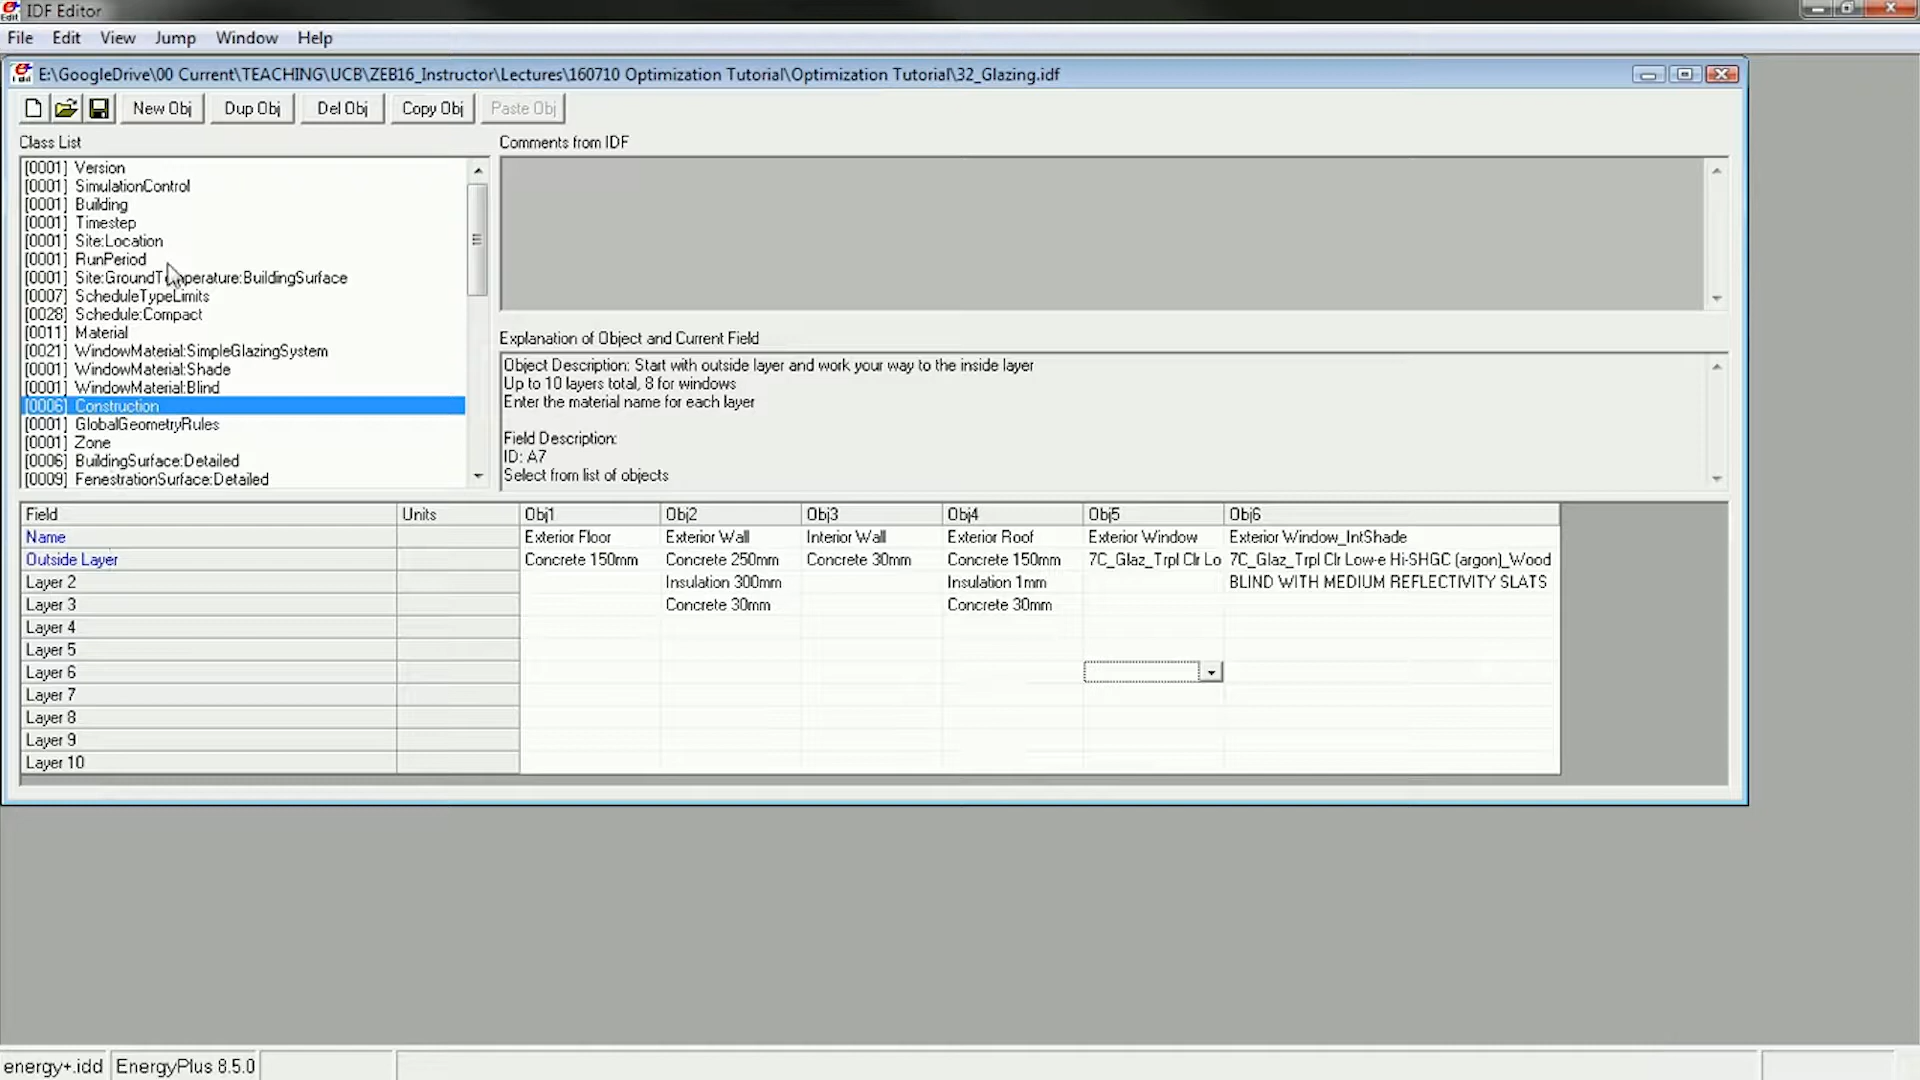 IDF Editor
File Edit View Jump Window Help
E:\GoogleDrive\00 Current\TEACHING\UCB\ZEB16_Instructor\Lectures\160710 Optimization Tutorial\Optimization Tutorial\32_Glazing.idf
New Obj Dup Obj Del Obj Copy Obj Paste Obj
Class List
[0001] Version
[0001] SimulationControl
[0001] Building
[0001] Timestep
[0001] Site:Location
[0001] RunPeriod
[0001] Site:GroundTemperature:BuildingSurface
[0007] ScheduleTypeLimits
[0028] Schedule:Compact
[0011] Material
[0021] WindowMaterial:SimpleGlazingSystem
[0001] WindowMaterial:Shade
[0001] WindowMaterial:Blind
[0006] Construction
[0001] GlobalGeometryRules
[0001] Zone
[0006] BuildingSurface:Detailed
[0009] FenestrationSurface:Detailed
Comments from IDF
Explanation of Object and Current Field
Object Description: Start with outside layer and work your way to the inside layer
Up to 10 layers total, 8 for windows
Enter the material name for each layer
Field Description:
ID: A7
Select from list of objects
Field Units Obj1 Obj2 Obj3 Obj4 Obj5 Obj6
Name Exterior Floor Exterior Wall Interior Wall Exterior Roof Exterior Window Exterior Window_IntShade
Outside Layer Concrete 150mm Concrete 250mm Concrete 30mm Concrete 150mm 7C_Glaz_Trpl Clr Lo 7C_Glaz_Trpl Clr Low-e Hi-SHGC (argon)_Wood
Layer 2 Insulation 300mm Insulation 1mm BLIND WITH MEDIUM REFLECTIVITY SLATS
Layer 3 Concrete 30mm Concrete 30mm
Layer 4
Layer 5
Layer 6
Layer 7
Layer 8
Layer 9
Layer 10
energy+.idd EnergyPlus 8.5.0